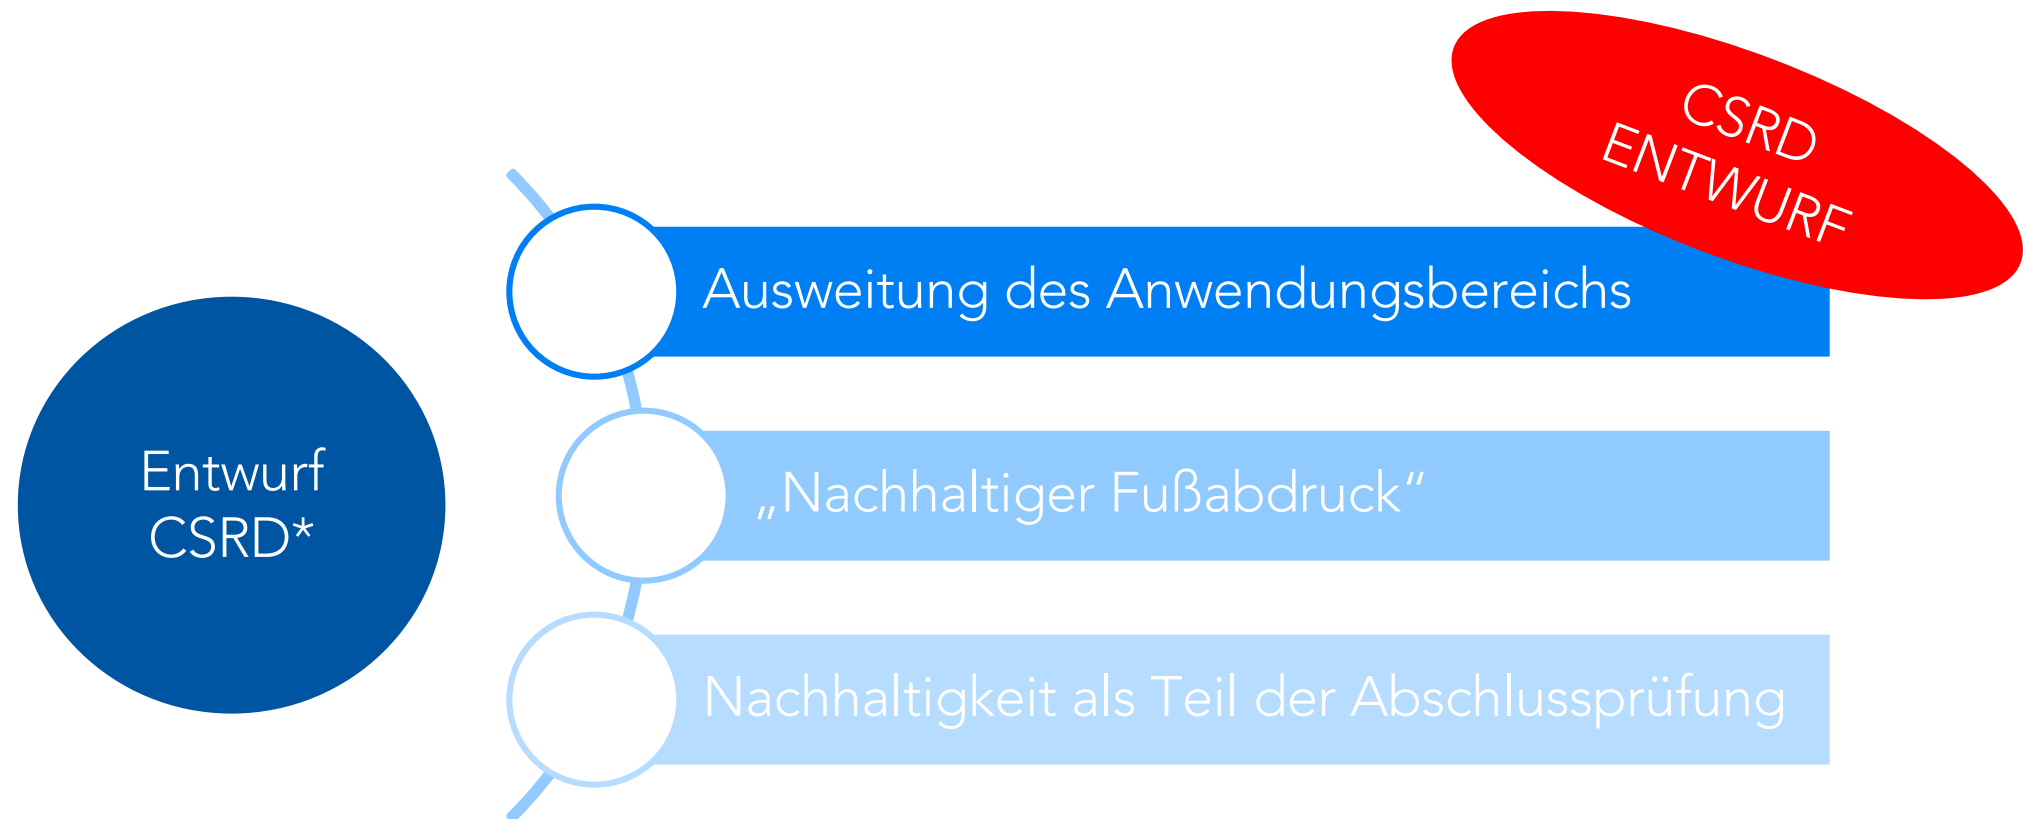 CSRD
ENTWURF
Ausweitung des Anwendungsbereichs
Entwurf
CSRD*
„Nachhaltiger Fußabdruck“
Nachhaltigkeit als Teil der Abschlussprüfung